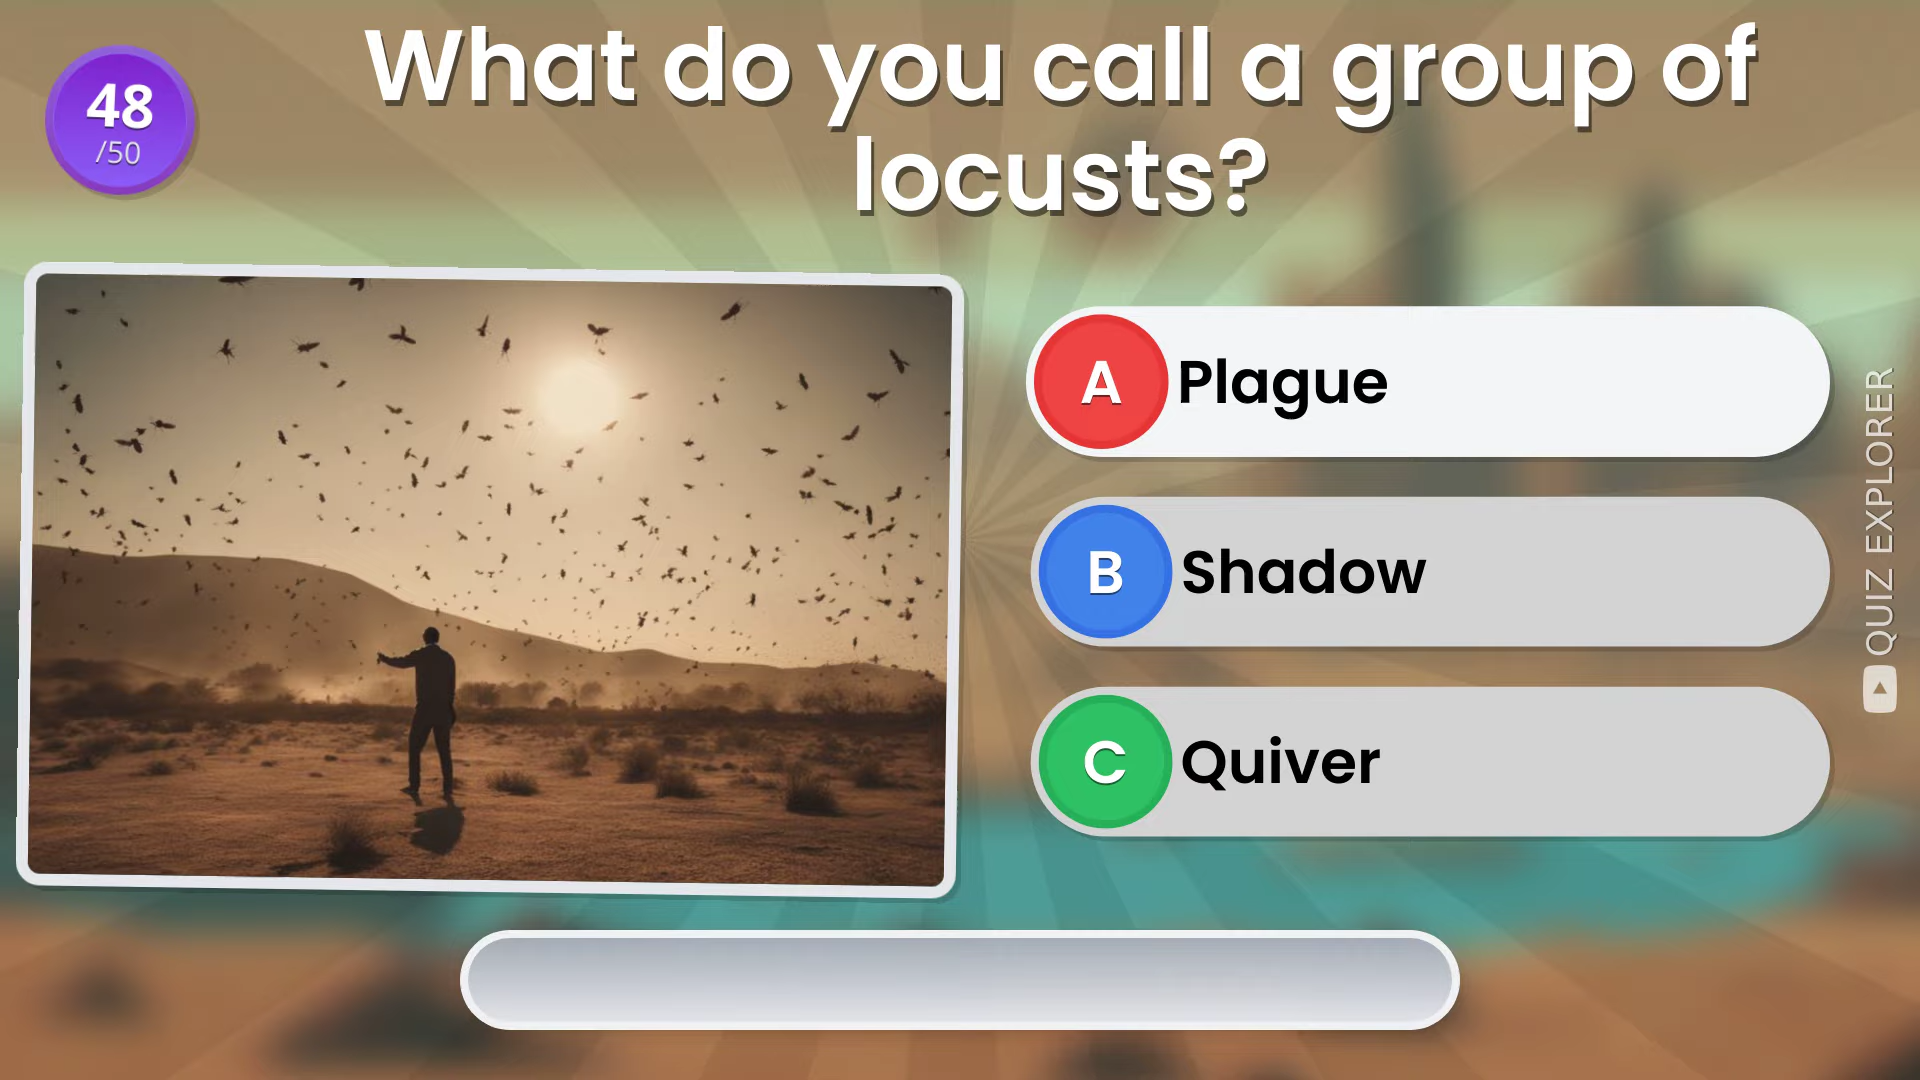 48
/50
What do you call a group of
locusts?
A Plague
B Shadow
C Quiver
QUIZ EXPLORER